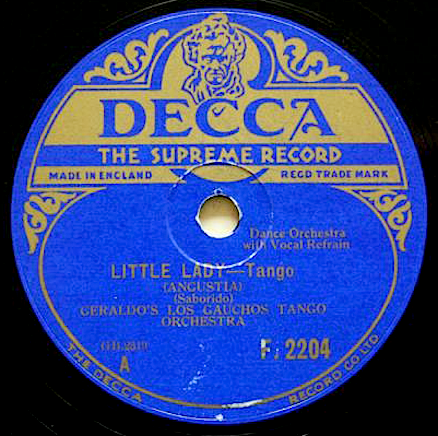 DECCA
THE SUPREME RECORD
MADE IN ENGLAND
REGD TRADE MARK
Dance Orchestra
with Vocal Refrain
LITTLE LADY—Tango
(ANGUSTIA)
(Saborido)
GERALDO'S LOS GAUCHOS TANGO
ORCHESTRA
A
F. 2204
THE DECCA RECORD CO LTD